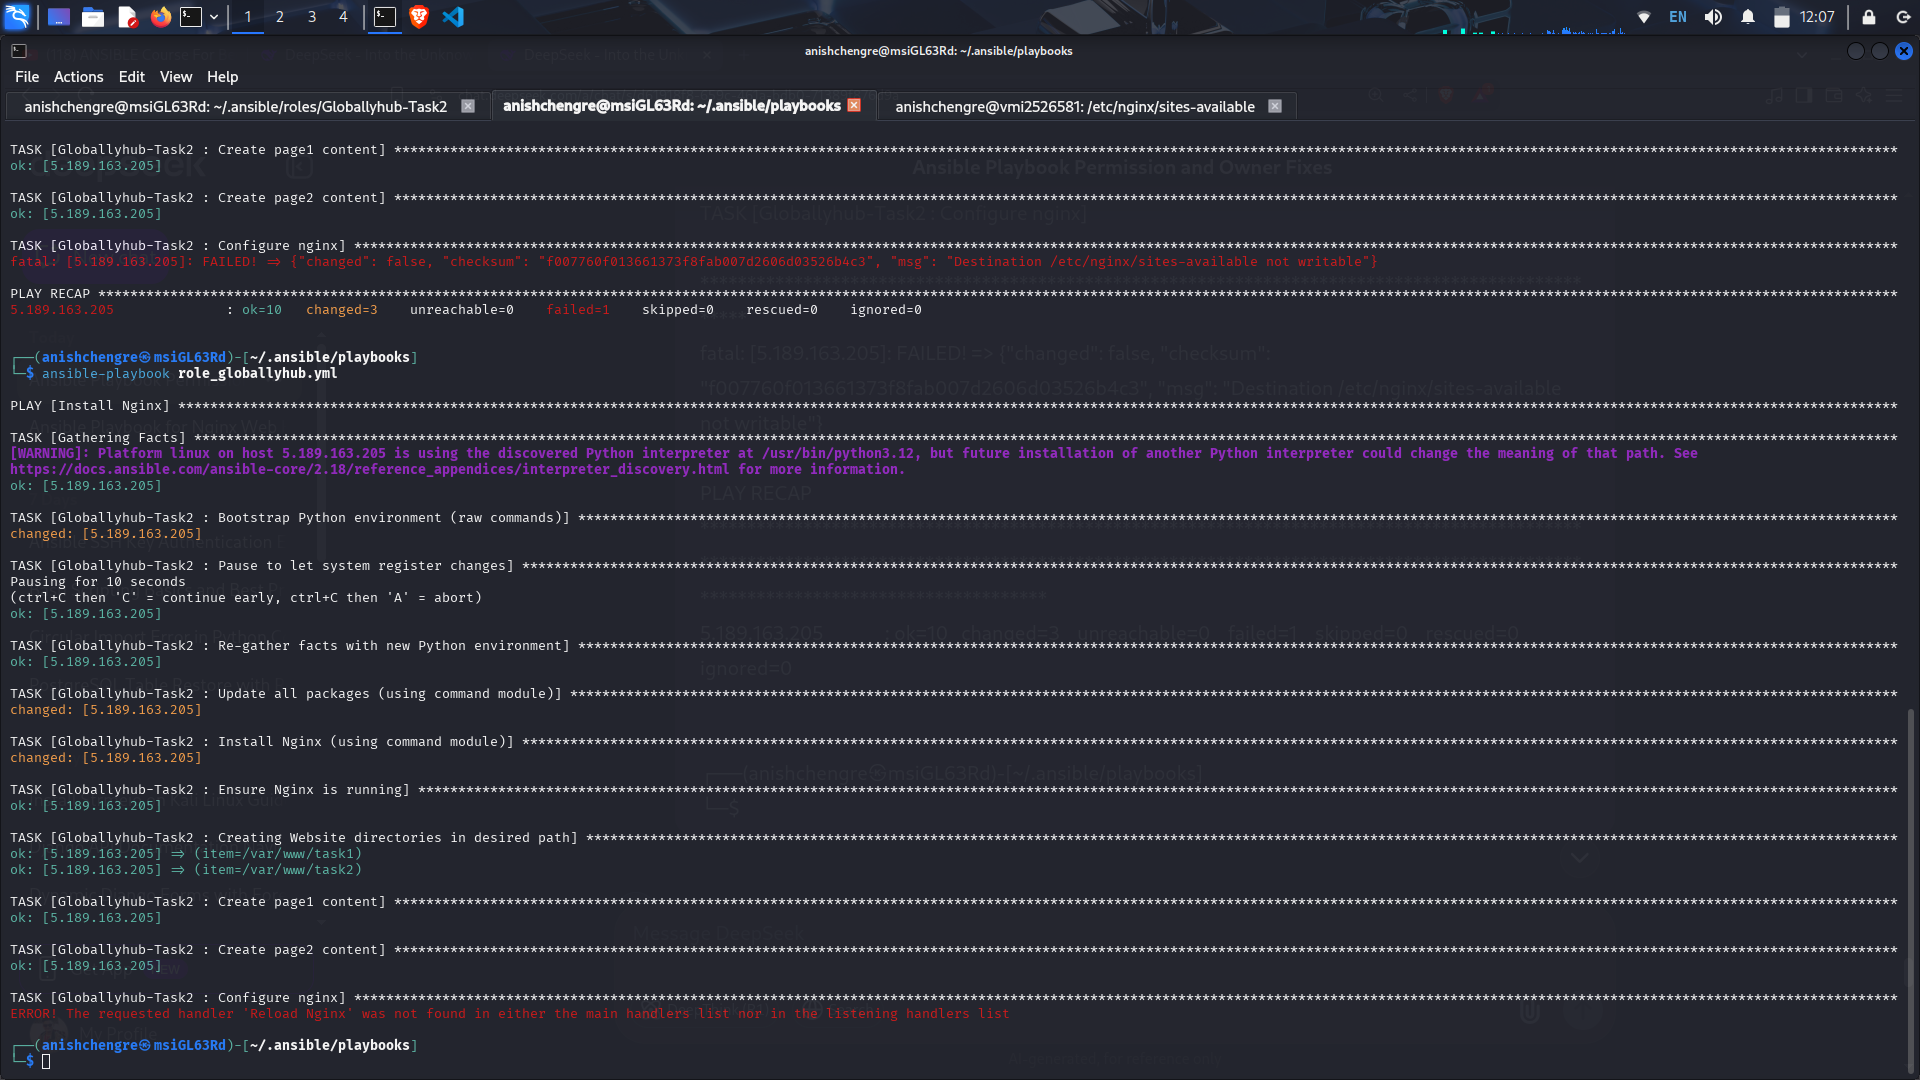 1 2 3 4
EN 12:07
anishchengre@msiGL63Rd: ~/.ansible/playbooks
File Actions Edit View Help
anishchengre@msiGL63Rd: ~/.ansible/roles/Globallyhub-Task2
anishchengre@msiGL63Rd: ~/.ansible/playbooks
anishchengre@vmi2526581: /etc/nginx/sites-available
TASK [Globallyhub-Task2 : Create page1 content]
ok: [5.189.163.205]
TASK [Globallyhub-Task2 : Create page2 content]
ok: [5.189.163.205]
TASK [Globallyhub-Task2 : Configure nginx]
fatal: [5.189.163.205]: FAILED! => {"changed": false, "checksum": "f007760f013661373f8fab007d2606d03526b4c3", "msg": "Destination /etc/nginx/sites-available not writable"}
PLAY RECAP
5.189.163.205 : ok=10 changed=3 unreachable=0 failed=1 skipped=0 rescued=0 ignored=0
┌──(anishchengre㉿msiGL63Rd)-[~/.ansible/playbooks]
└─$ ansible-playbook role_globallyhub.yml
PLAY [Install Nginx]
TASK [Gathering Facts]
[WARNING]: Platform linux on host 5.189.163.205 is using the discovered Python interpreter at /usr/bin/python3.12, but future installation of another Python interpreter could change the meaning of that path. See
https://docs.ansible.com/ansible-core/2.18/reference_appendices/interpreter_discovery.html for more information.
ok: [5.189.163.205]
TASK [Globallyhub-Task2 : Bootstrap Python environment (raw commands)]
changed: [5.189.163.205]
TASK [Globallyhub-Task2 : Pause to let system register changes]
Pausing for 10 seconds
(ctrl+C then 'C' = continue early, ctrl+C then 'A' = abort)
ok: [5.189.163.205]
TASK [Globallyhub-Task2 : Re-gather facts with new Python environment]
ok: [5.189.163.205]
TASK [Globallyhub-Task2 : Update all packages (using command module)]
changed: [5.189.163.205]
TASK [Globallyhub-Task2 : Install Nginx (using command module)]
changed: [5.189.163.205]
TASK [Globallyhub-Task2 : Ensure Nginx is running]
ok: [5.189.163.205]
TASK [Globallyhub-Task2 : Creating Website directories in desired path]
ok: [5.189.163.205] => (item=/var/www/task1)
ok: [5.189.163.205] => (item=/var/www/task2)
TASK [Globallyhub-Task2 : Create page1 content]
ok: [5.189.163.205]
TASK [Globallyhub-Task2 : Create page2 content]
ok: [5.189.163.205]
TASK [Globallyhub-Task2 : Configure nginx]
ERROR! The requested handler 'Reload Nginx' was not found in either the main handlers list nor in the listening handlers list
┌──(anishchengre㉿msiGL63Rd)-[~/.ansible/playbooks]
└─$